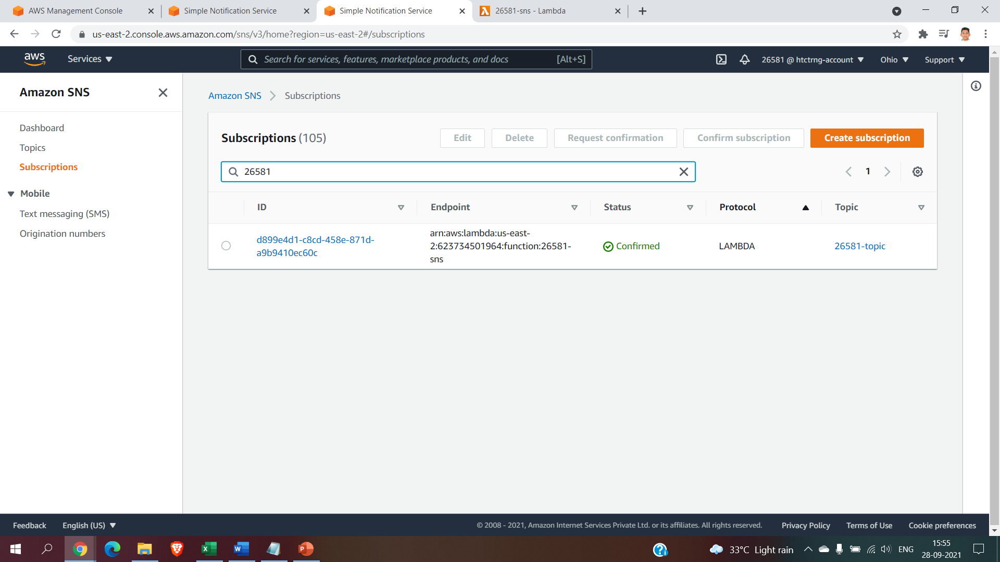 AWS Management Console
Simple Notification Service
Simple Notification Service
26581-sns - Lambda
us-east-2.console.aws.amazon.com/sns/v3/home?region=us-east-2#/subscriptions
aws
Services
Search for services, features, marketplace products, and docs
[Alt+S]
26581 @ htctrng-account
Ohio
Support
Amazon SNS
Dashboard
Topics
Subscriptions
Mobile
Text messaging (SMS)
Origination numbers
Amazon SNS
Subscriptions
Subscriptions (105)
Edit
Delete
Request confirmation
Confirm subscription
Create subscription
26581
1
ID
Endpoint
Status
Protocol
Topic
d899e4d1-c8cd-458e-871d-
a9b9410ec60c
arn:aws:lambda:us-east-
2:623734501964:function:26581-
sns
Confirmed
LAMBDA
26581-topic
Feedback
English (US)
© 2008 - 2021, Amazon Internet Services Private Ltd. or its affiliates. All rights reserved.
Privacy Policy
Terms of Use
Cookie preferences
33°C Light rain
ENG
15:55
28-09-2021